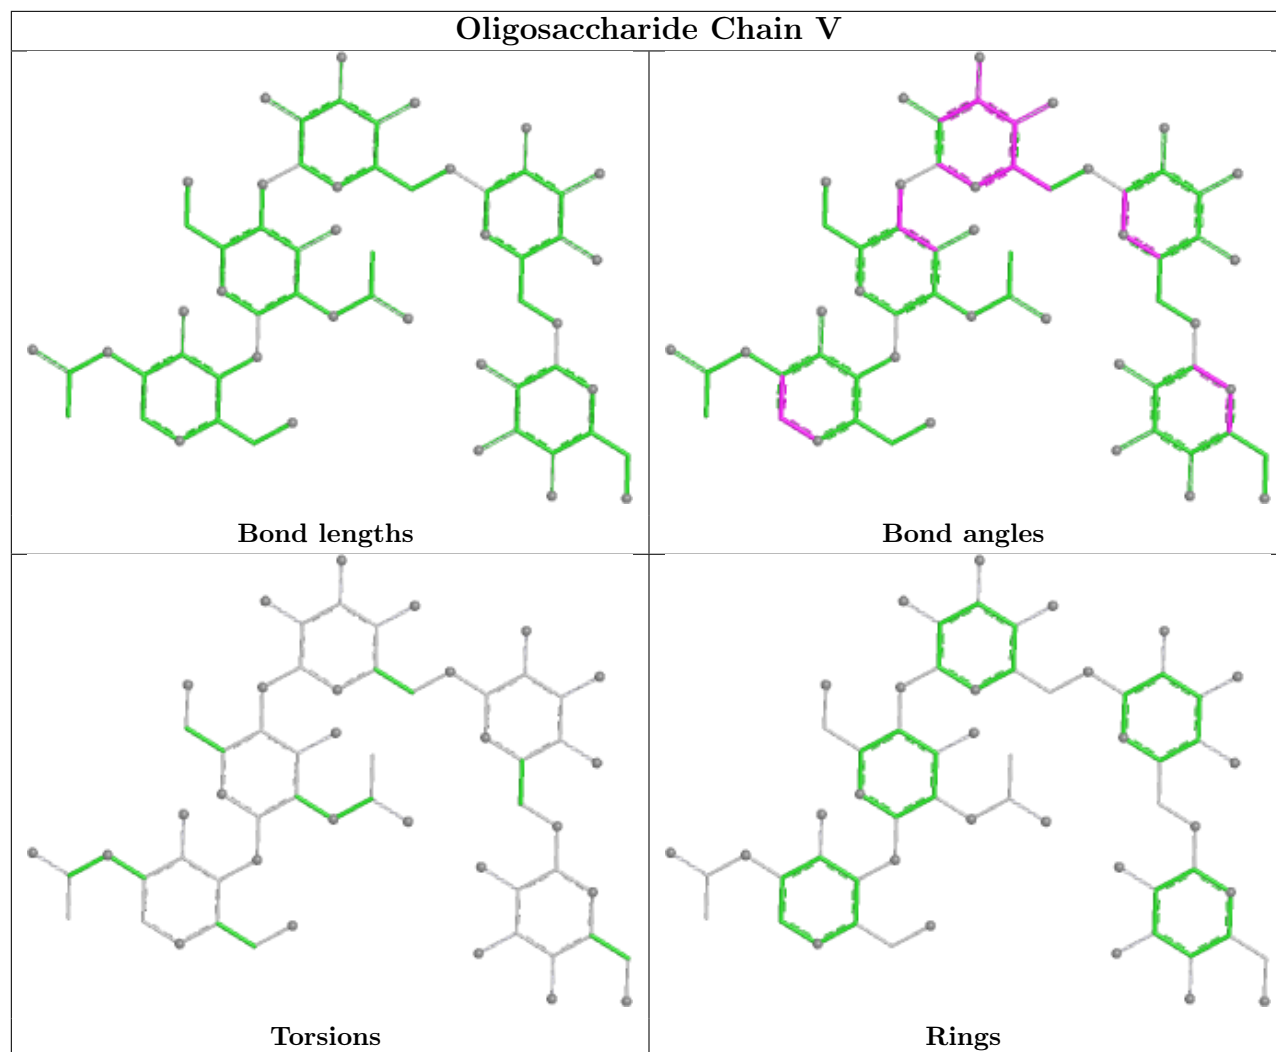 Oligosaccharide Chain V
Bond lengths
Bond angles
Torsions
Rings